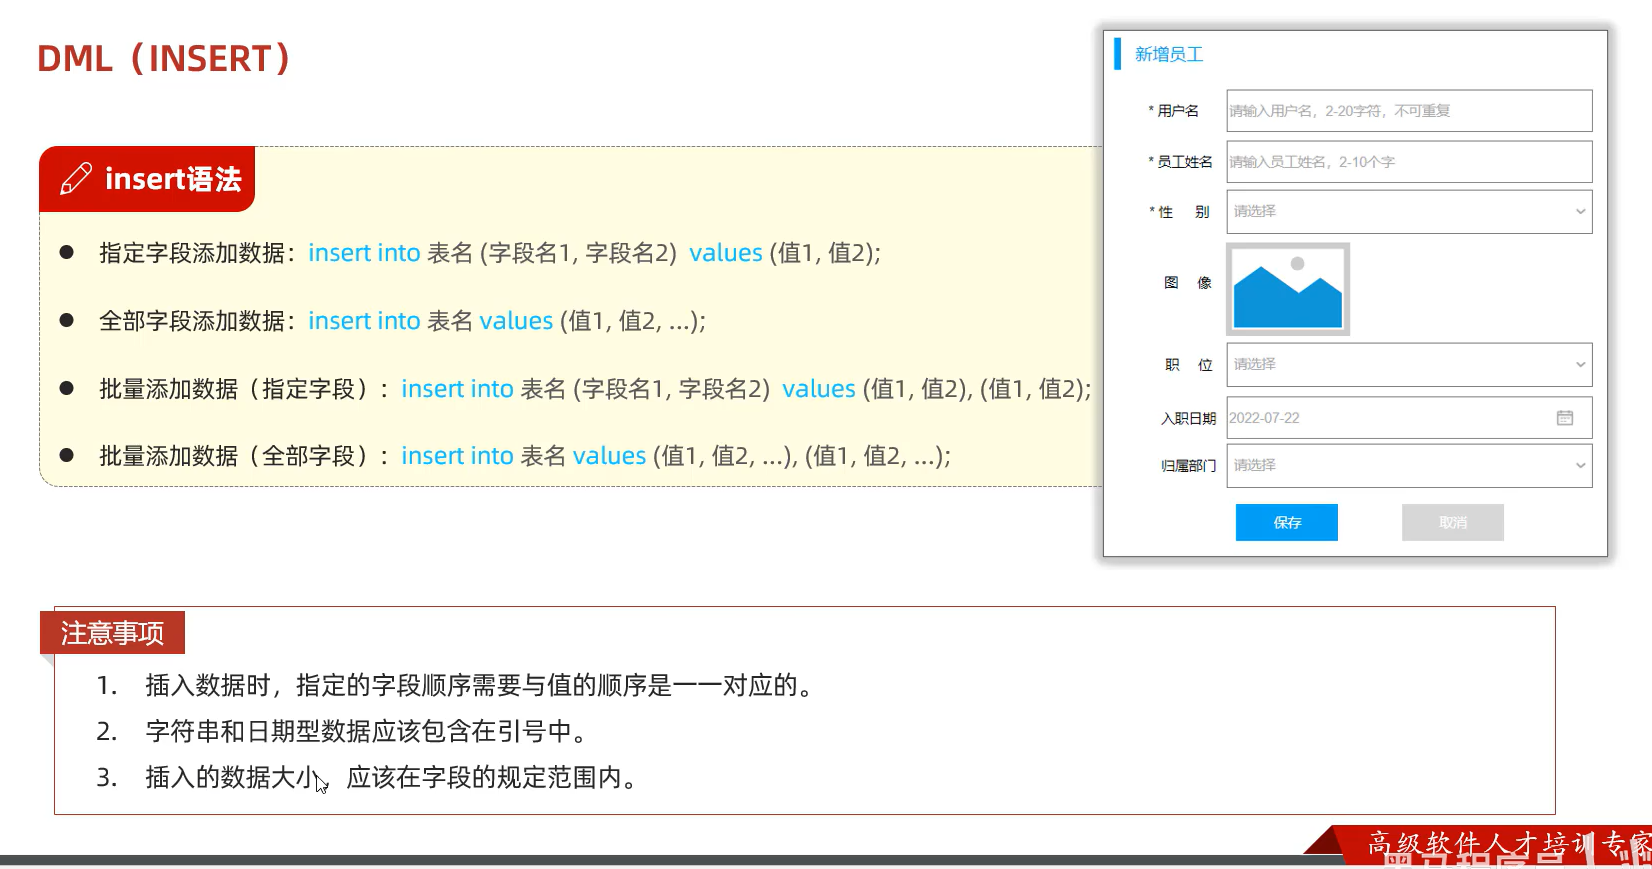 DML（INSERT）
insert语法
指定字段添加数据：insert into 表名 (字段名1, 字段名2) values (值1, 值2);
全部字段添加数据：insert into 表名 values (值1, 值2, ...);
批量添加数据（指定字段）：insert into 表名 (字段名1, 字段名2) values (值1, 值2), (值1, 值2);
批量添加数据（全部字段）：insert into 表名 values (值1, 值2, ...), (值1, 值2, ...);
新增员工
* 用户名 请输入用户名，2-20字符，不可重复
* 员工姓名 请输入员工姓名，2-10个字
* 性 别 请选择
图 像
职 位 请选择
入职日期 2022-07-22
归属部门 请选择
保存 取消
注意事项
1. 插入数据时，指定的字段顺序需要与值的顺序是一一对应的。
2. 字符串和日期型数据应该包含在引号中。
3. 插入的数据大小，应该在字段的规定范围内。
高级软件人才培训专家